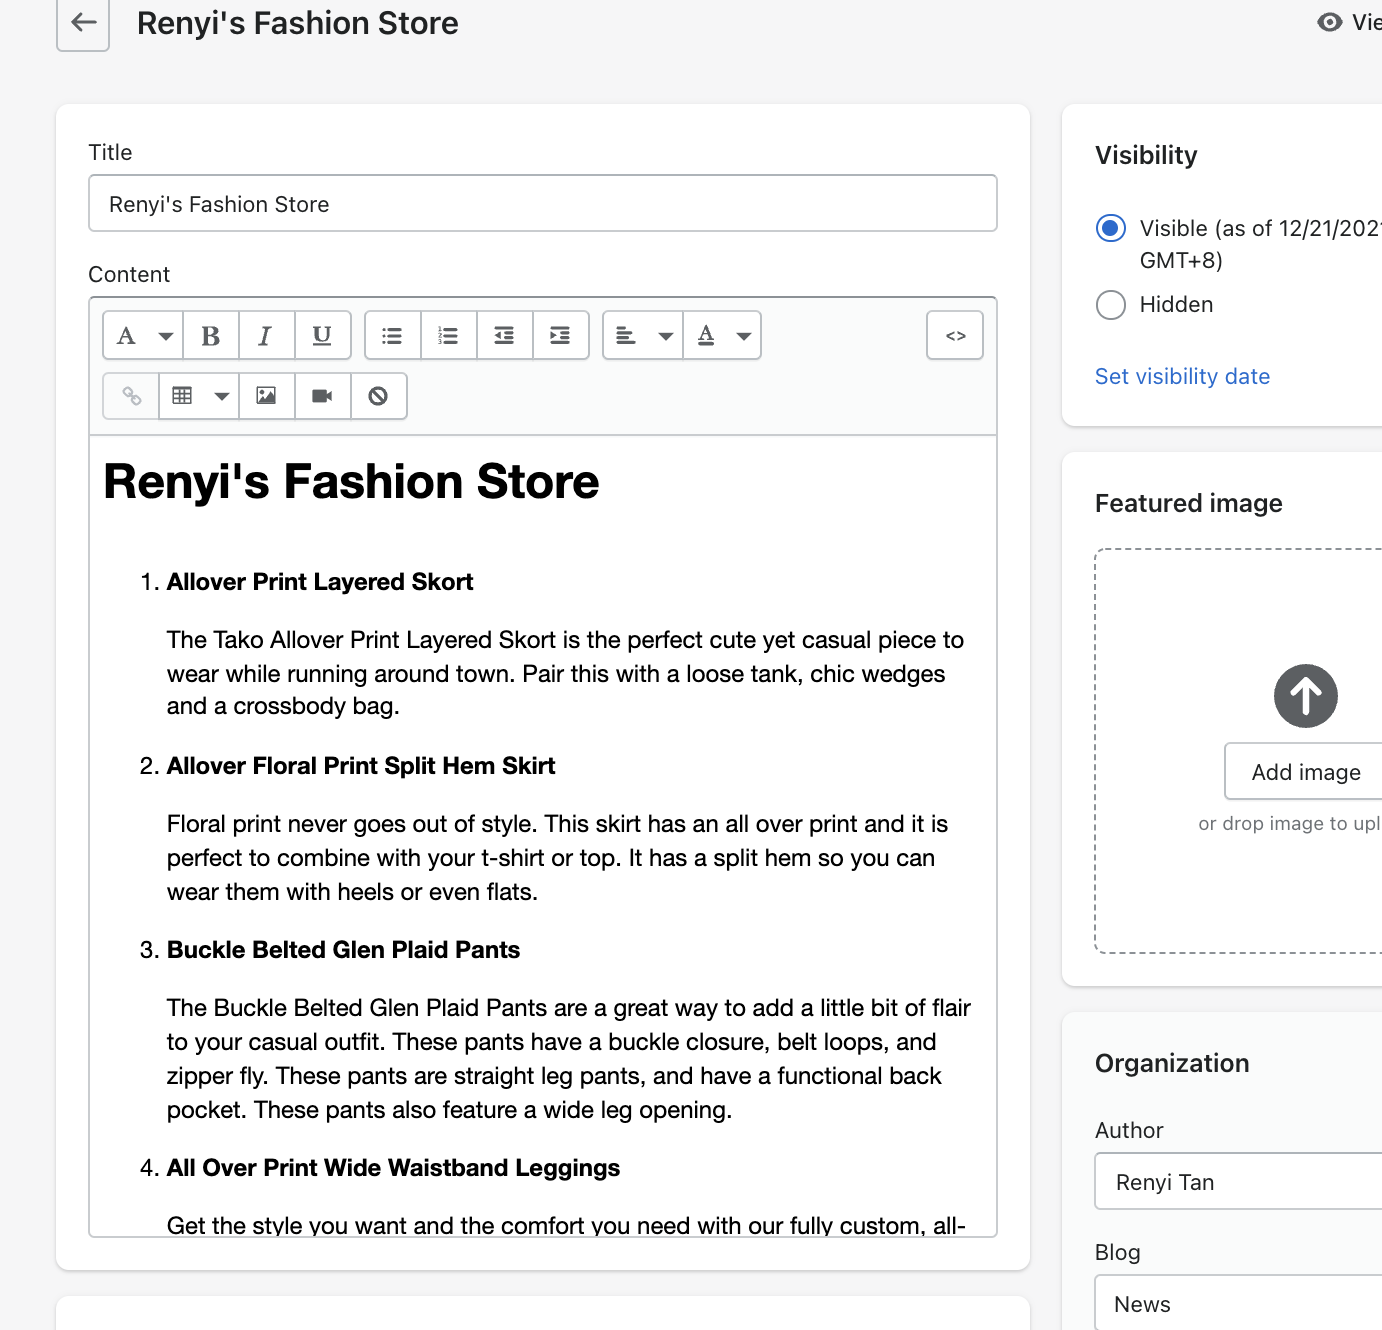 Renyi's Fashion Store
Title
Renyi's Fashion Store
Content
A B I U A <>
Renyi's Fashion Store
1. Allover Print Layered Skort
The Tako Allover Print Layered Skort is the perfect cute yet casual piece to
wear while running around town. Pair this with a loose tank, chic wedges
and a crossbody bag.
2. Allover Floral Print Split Hem Skirt
Floral print never goes out of style. This skirt has an all over print and it is
perfect to combine with your t-shirt or top. It has a split hem so you can
wear them with heels or even flats.
3. Buckle Belted Glen Plaid Pants
The Buckle Belted Glen Plaid Pants are a great way to add a little bit of flair
to your casual outfit. These pants have a buckle closure, belt loops, and
zipper fly. These pants are straight leg pants, and have a functional back
pocket. These pants also feature a wide leg opening.
4. All Over Print Wide Waistband Leggings
Get the style you want and the comfort you need with our fully custom, all-
Visibility
Visible (as of 12/21/202
GMT+8)
Hidden
Set visibility date
Featured image
Add image
or drop image to upl
Organization
Author
Renyi Tan
Blog
News